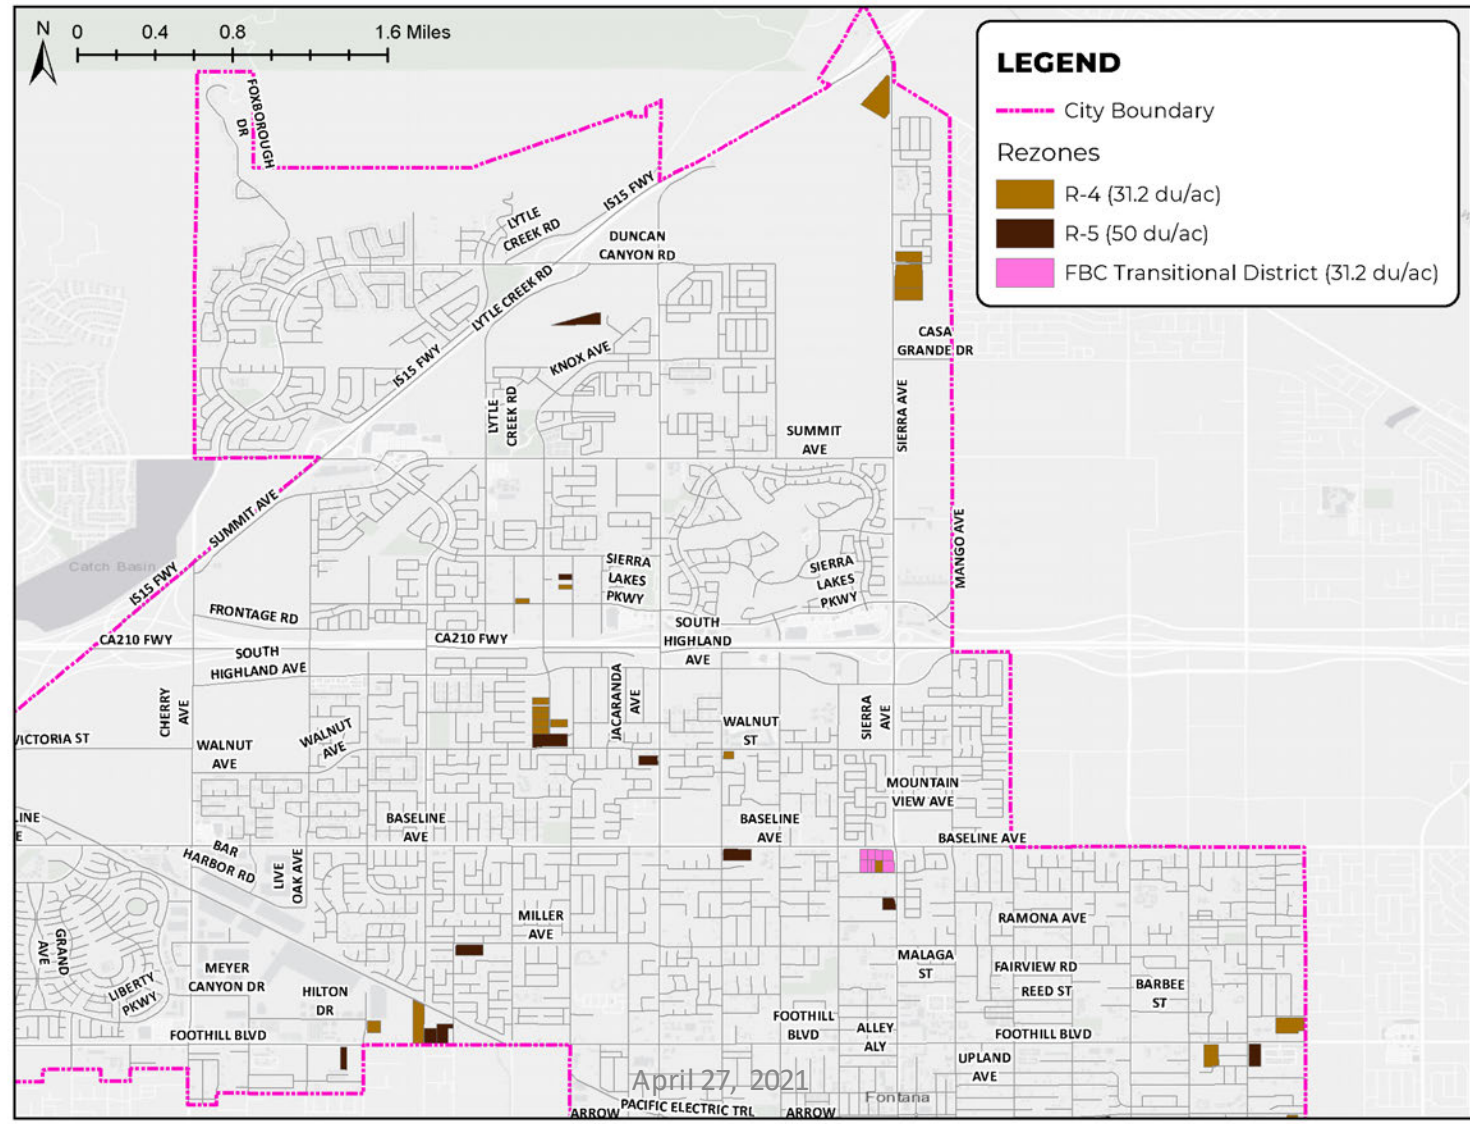 N
0 0.4 0.8 1.6 Miles
LEGEND
City Boundary
Rezones
R-4 (31.2 du/ac)
R-5 (50 du/ac)
FBC Transitional District (31.2 du/ac)
FOXBOROUGH
DR
LYTLE
CREEK RD
IS15 FWY
DUNCAN
CANYON RD
LYTLE CREEK RD
IS15 FWY
KNOX AVE
CASA
GRANDE DR
LYTLE
CREEK RD
SIERRA AVE
SUMMIT
AVE
SUMMIT AVE
MANGO AVE
Catch Basin
IS15 FWY
SIERRA
LAKES
PKWY
SIERRA
LAKES
PKWY
FRONTAGE RD
CA210 FWY
CA210 FWY
SOUTH
HIGHLAND
AVE
SOUTH
HIGHLAND AVE
CHERRY
AVE
JACARANDA
AVE
SIERRA
AVE
VICTORIA ST
WALNUT
AVE
WALNUT
AVE
WALNUT
ST
MOUNTAIN
VIEW AVE
LINE
E
BASELINE
AVE
BASELINE
AVE
BASELINE AVE
BAR
HARBOR RD
LIVE
OAK AVE
MILLER
AVE
RAMONA AVE
GRAND
AVE
LIBERTY
PKWY
MEYER
CANYON DR
HILTON
DR
MALAGA
ST
FAIRVIEW RD
REED ST
BARBEE
ST
FOOTHILL BLVD
FOOTHILL
BLVD
ALLEY
ALY
FOOTHILL BLVD
UPLAND
AVE
April 27, 2021
Fontana
ARROW
PACIFIC ELECTRIC TRL
ARROW